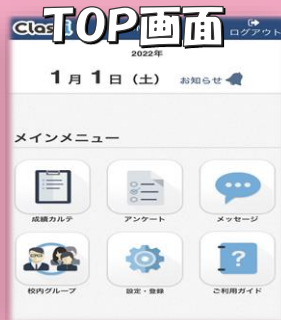 TOP画面
Clas
ログアウト
2022年
1月1日（土） お知らせ
メインメニュー
成績カルテ アンケート メッセージ
校内グループ 設定・登録 ご利用ガイド